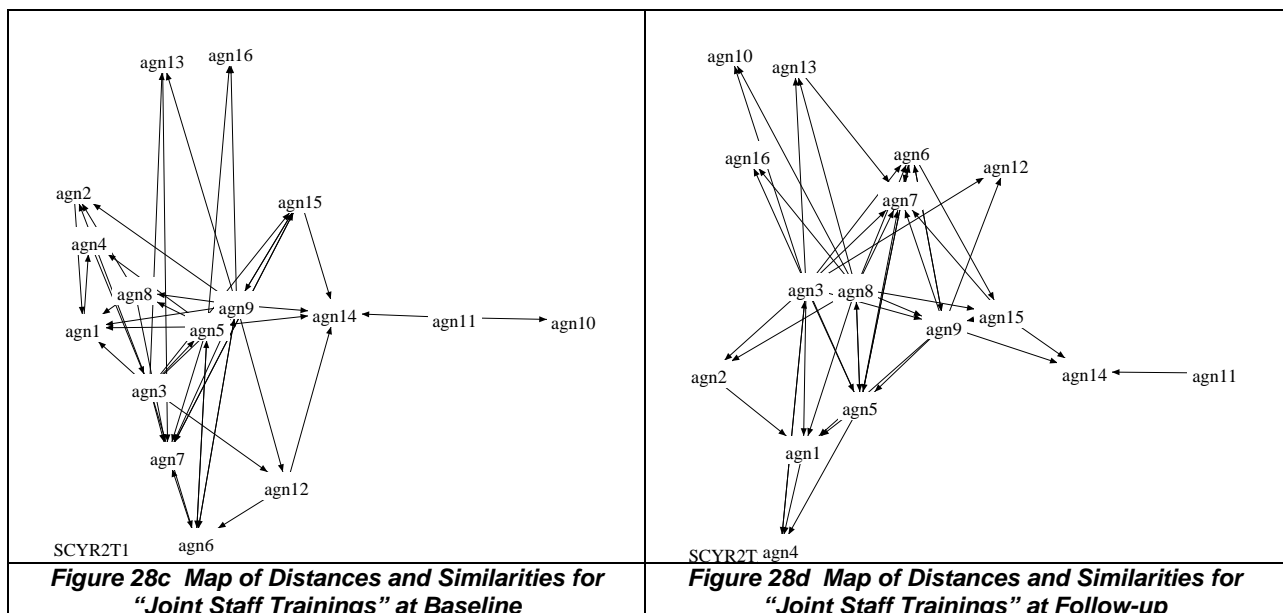 agn13
agn16
agn2
agn15
agn4
agn8
agn9
agn14
agn11
agn10
agn1
agn5
agn3
agn7
agn12
agn6
SCYR2T1
Figure 28c Map of Distances and Similarities for
“Joint Staff Trainings” at Baseline
agn10
agn13
agn16
agn6
agn12
agn7
agn3
agn8
agn9
agn15
agn2
agn14
agn11
agn5
agn1
SCYR2T
agn4
Figure 28d Map of Distances and Similarities for
“Joint Staff Trainings” at Follow-up